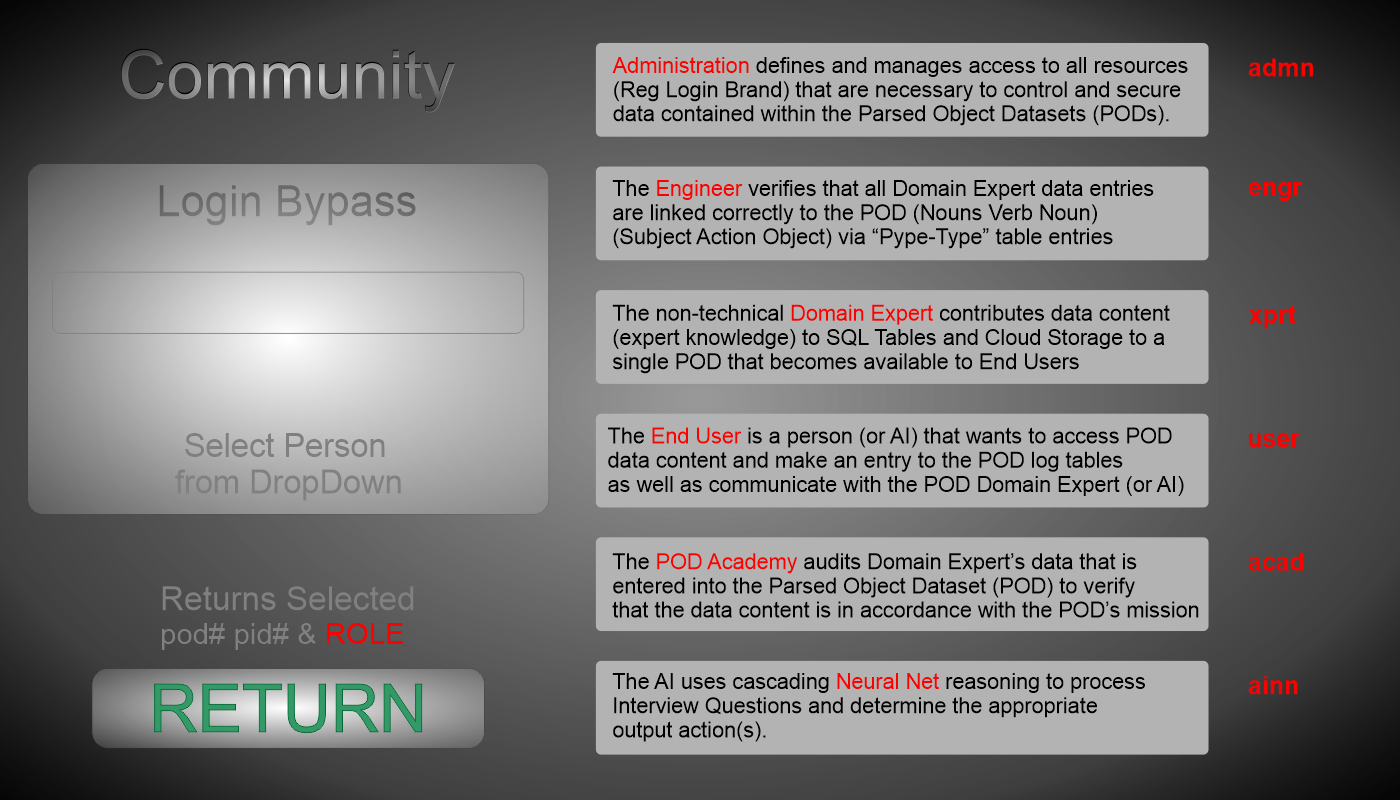 Community
Login Bypass
Select Person
from DropDown
Returns Selected
pod# pid# & ROLE
RETURN
Administration defines and manages access to all resources
(Reg Login Brand) that are necessary to control and secure
data contained within the Parsed Object Datasets (PODs).
admn
The Engineer verifies that all Domain Expert data entries
are linked correctly to the POD (Nouns Verb Noun)
(Subject Action Object) via “Pype-Type” table entries
engr
The non-technical Domain Expert contributes data content
(expert knowledge) to SQL Tables and Cloud Storage to a
single POD that becomes available to End Users
xprt
The End User is a person (or AI) that wants to access POD
data content and make an entry to the POD log tables
as well as communicate with the POD Domain Expert (or AI)
user
The POD Academy audits Domain Expert’s data that is
entered into the Parsed Object Dataset (POD) to verify
that the data content is in accordance with the POD’s mission
acad
The AI uses cascading Neural Net reasoning to process
Interview Questions and determine the appropriate
output action(s).
ainn